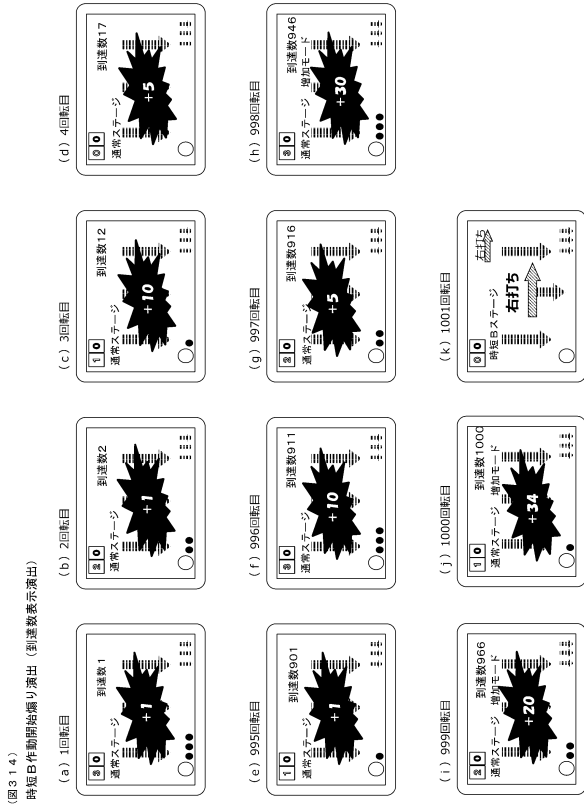 (図314)
時短B作動開始煽り演出(到達数表示演出)
(a)1回転目
3 0
到達数1
通常ステージ
+1
(b)2回転目
2 0
到達数2
通常ステージ
+1
(c)3回転目
1 0
到達数12
通常ステージ
+10
(d)4回転目
0 0
到達数17
通常ステージ
+5
(e)995回転目
1 0
到達数901
通常ステージ
+1
(f)996回転目
3 0
到達数911
通常ステージ
+10
(g)997回転目
2 0
到達数916
通常ステージ
+5
(h)998回転目
3 0
到達数946
通常ステージ 増加モード
+30
(i)999回転目
2 0
到達数966
通常ステージ 増加モード
+20
(j)1000回転目
1 0
到達数1000
通常ステージ 増加モード
+34
(k)1001回転目
0 0
右打ち
時短Bステージ
右打ち